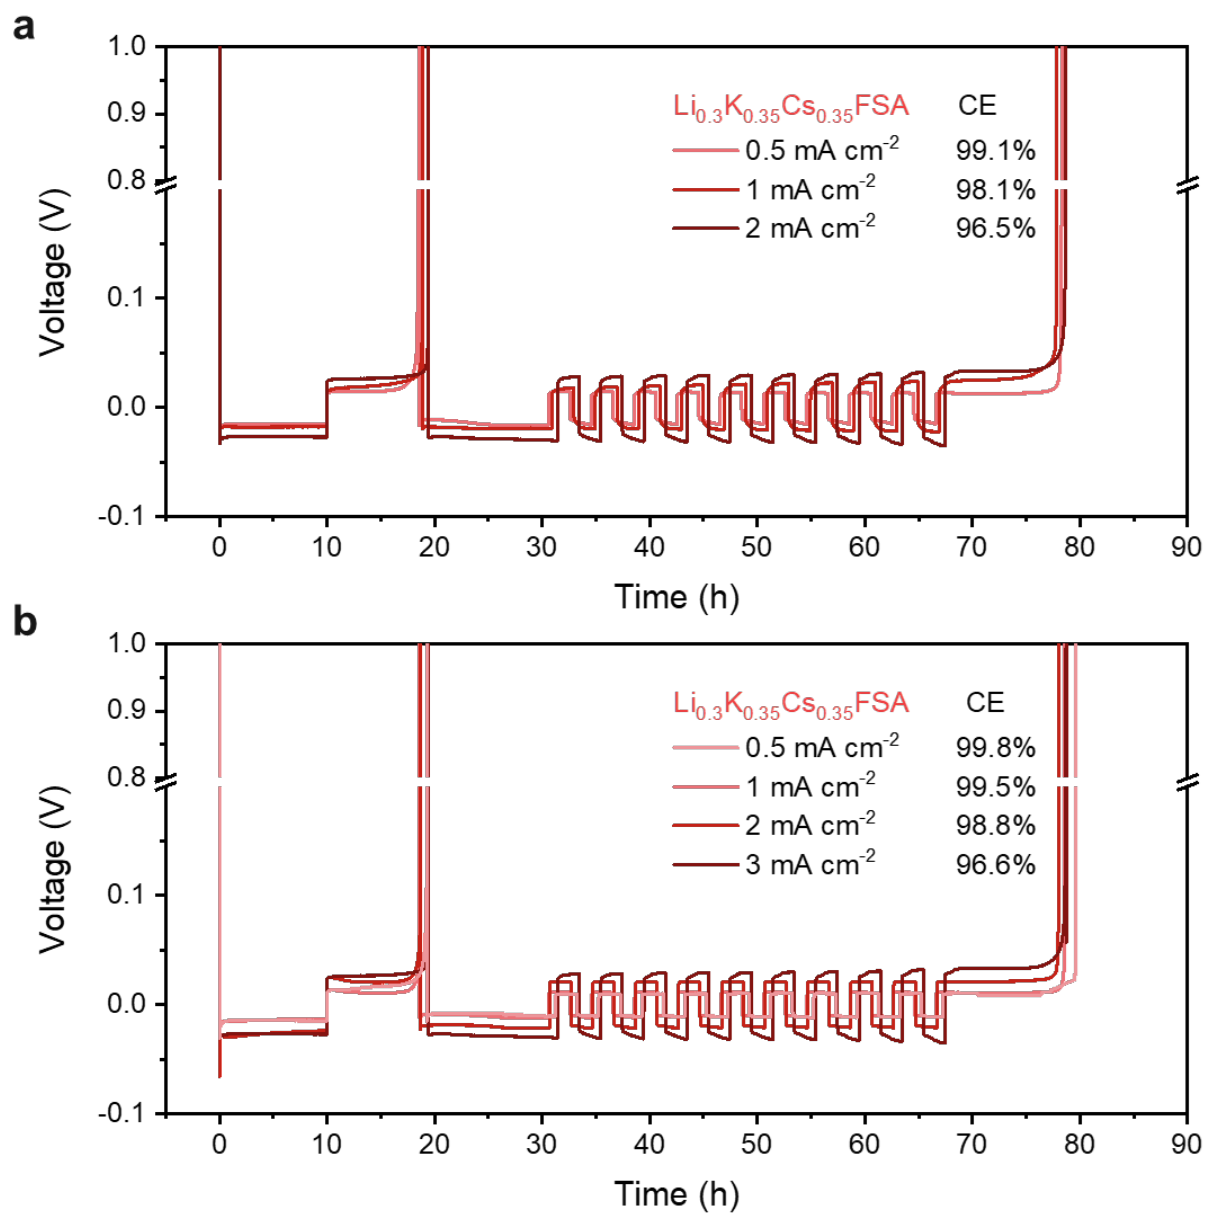 a
1.0
0.9
0.8
0.1
0.0
-0.1
Voltage (V)
Li0.3K0.35Cs0.35FSA CE
0.5 mA cm-2 99.1%
1 mA cm-2 98.1%
2 mA cm-2 96.5%
0 10 20 30 40 50 60 70 80 90
Time (h)
b
1.0
0.9
0.8
0.1
0.0
-0.1
Voltage (V)
Li0.3K0.35Cs0.35FSA CE
0.5 mA cm-2 99.8%
1 mA cm-2 99.5%
2 mA cm-2 98.8%
3 mA cm-2 96.6%
0 10 20 30 40 50 60 70 80 90
Time (h)